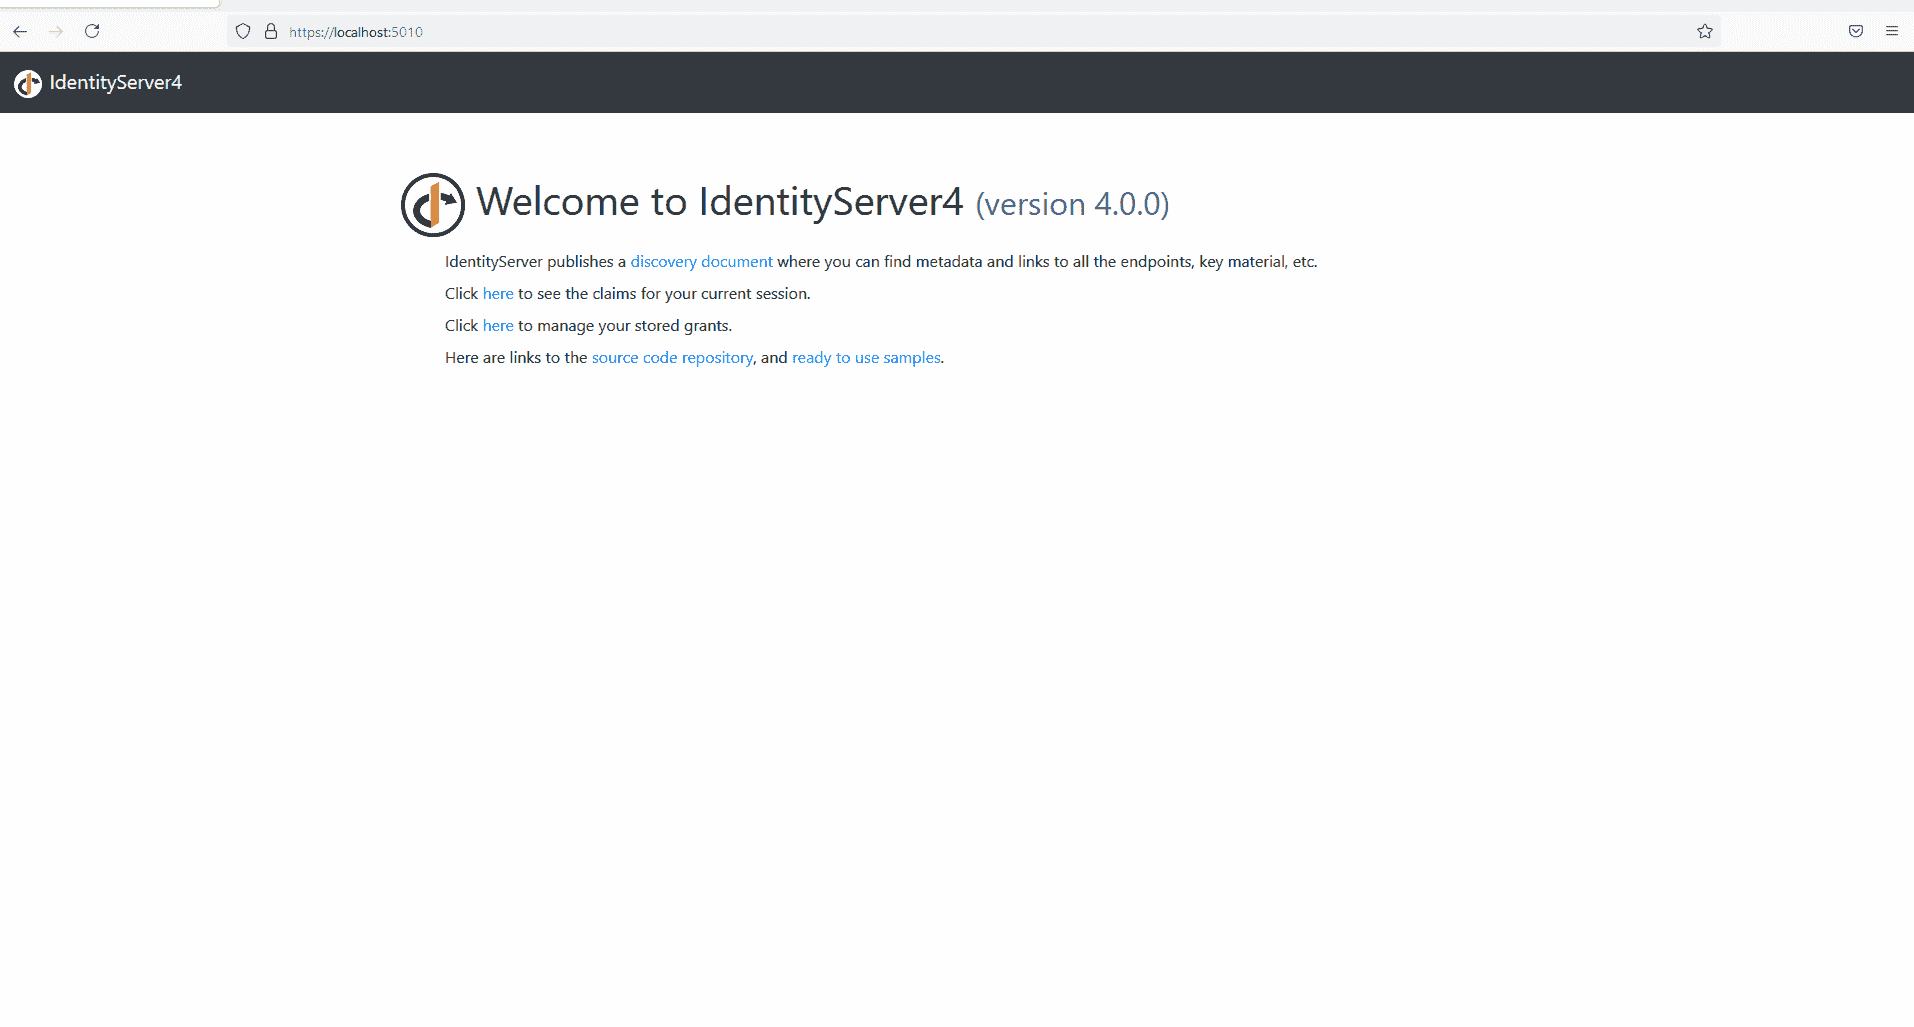 https://localhost:5010
IdentityServer4
Welcome to IdentityServer4 (version 4.0.0)
IdentityServer publishes a discovery document where you can find metadata and links to all the endpoints, key material, etc.
Click here to see the claims for your current session.
Click here to manage your stored grants.
Here are links to the source code repository, and ready to use samples.